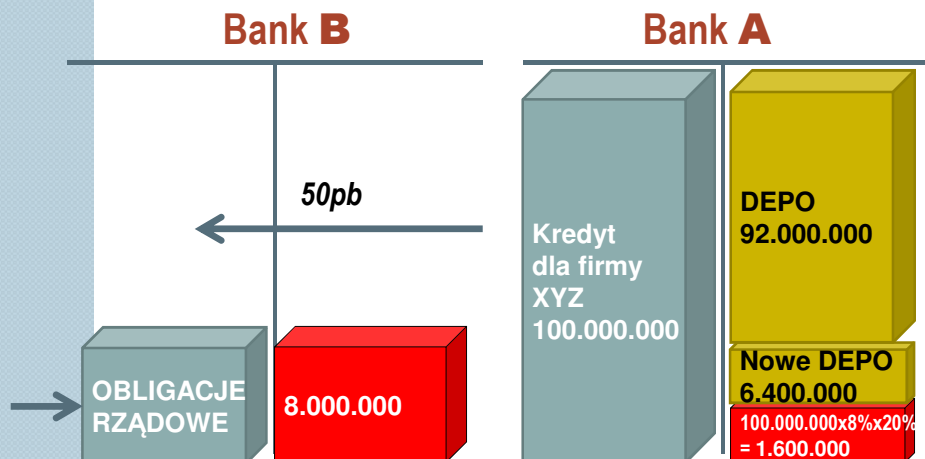 Bank B
Bank A
50pb
OBLIGACJE
RZĄDOWE
8.000.000
Kredyt
dla firmy
XYZ
100.000.000
DEPO
92.000.000
Nowe DEPO
6.400.000
100.000.000x8%x20%
= 1.600.000